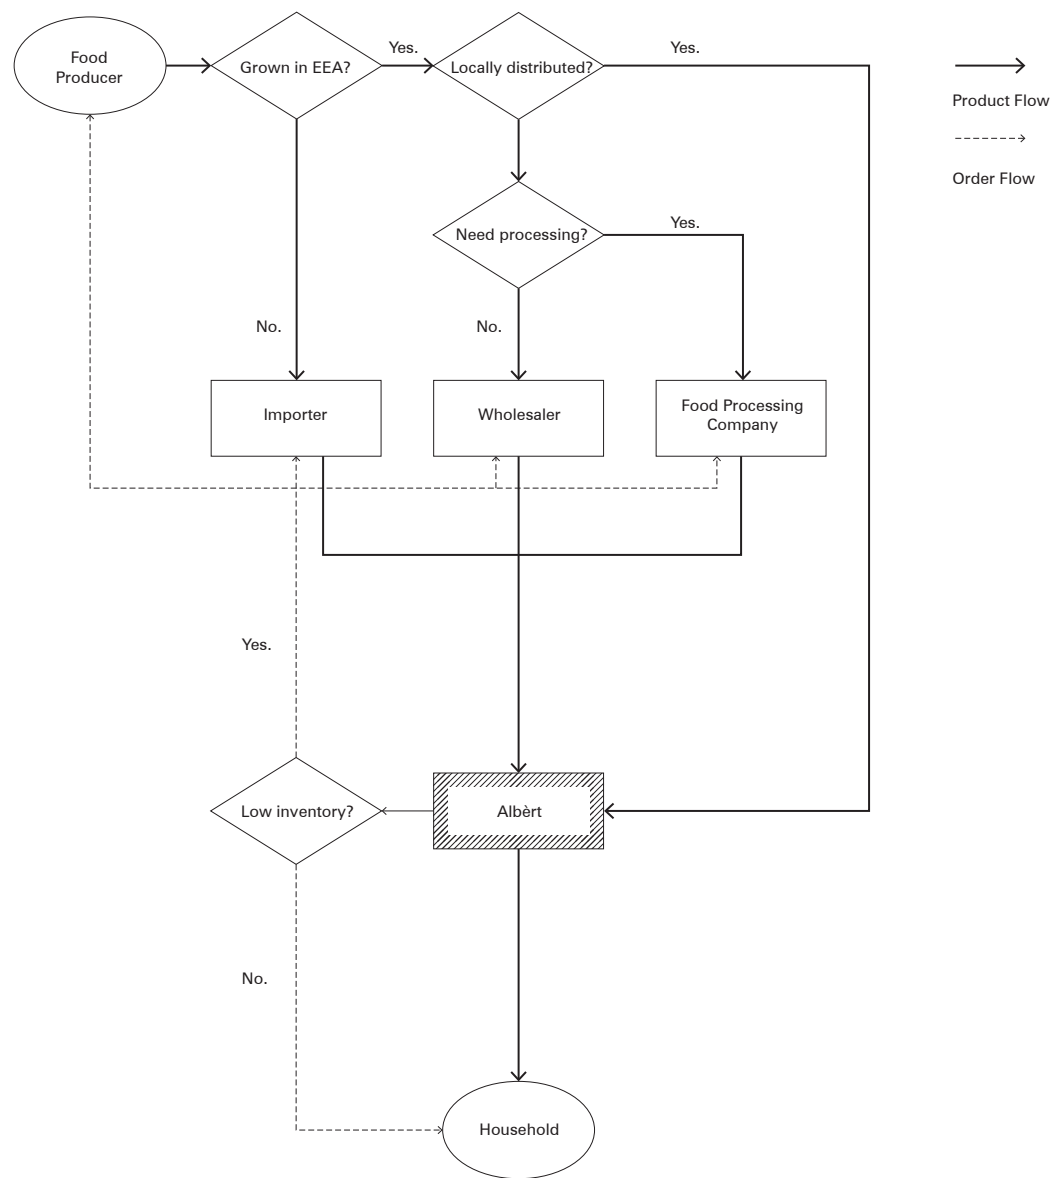 Food
Producer
Grown in EEA?
Yes.
Locally distributed?
Yes.
Product Flow
Order Flow
Need processing?
Yes.
No.
No.
Importer
Wholesaler
Food Processing
Company
Yes.
Low inventory?
Albèrt
No.
Household